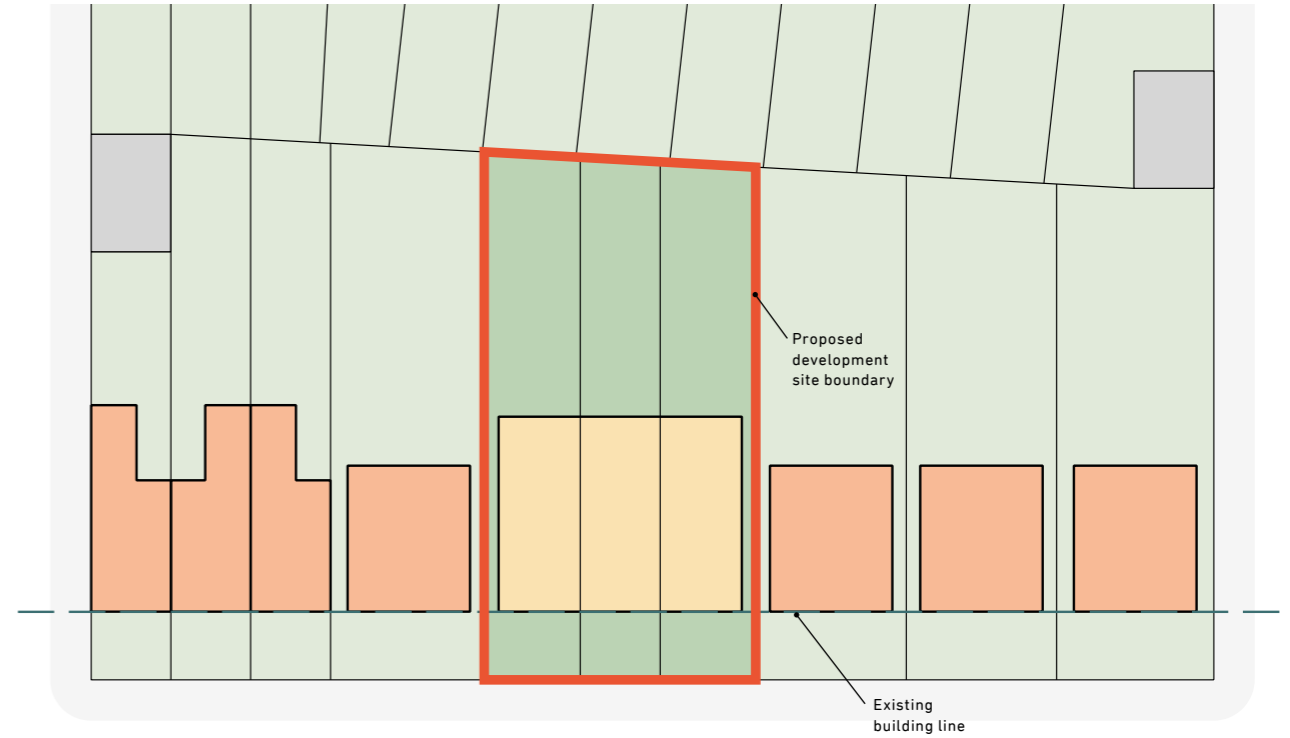 Proposed
development
site boundary
Existing
building line